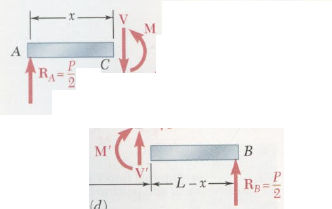 x
V
M
A
C
R_A = P/2
M'
V'
B
L - x
R_B = P/2
(d)